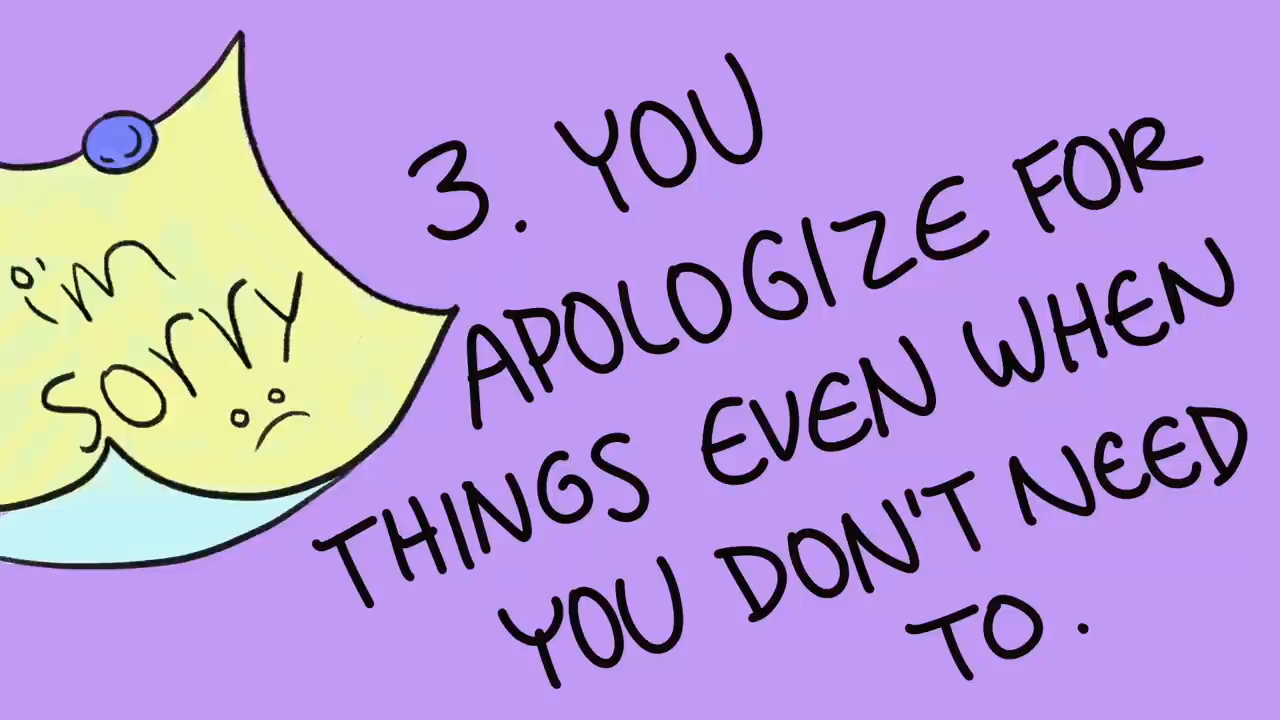 i'm
sorry
3. YOU
APOLOGIZE FOR
THINGS EVEN WHEN
YOU DON'T NEED
TO.